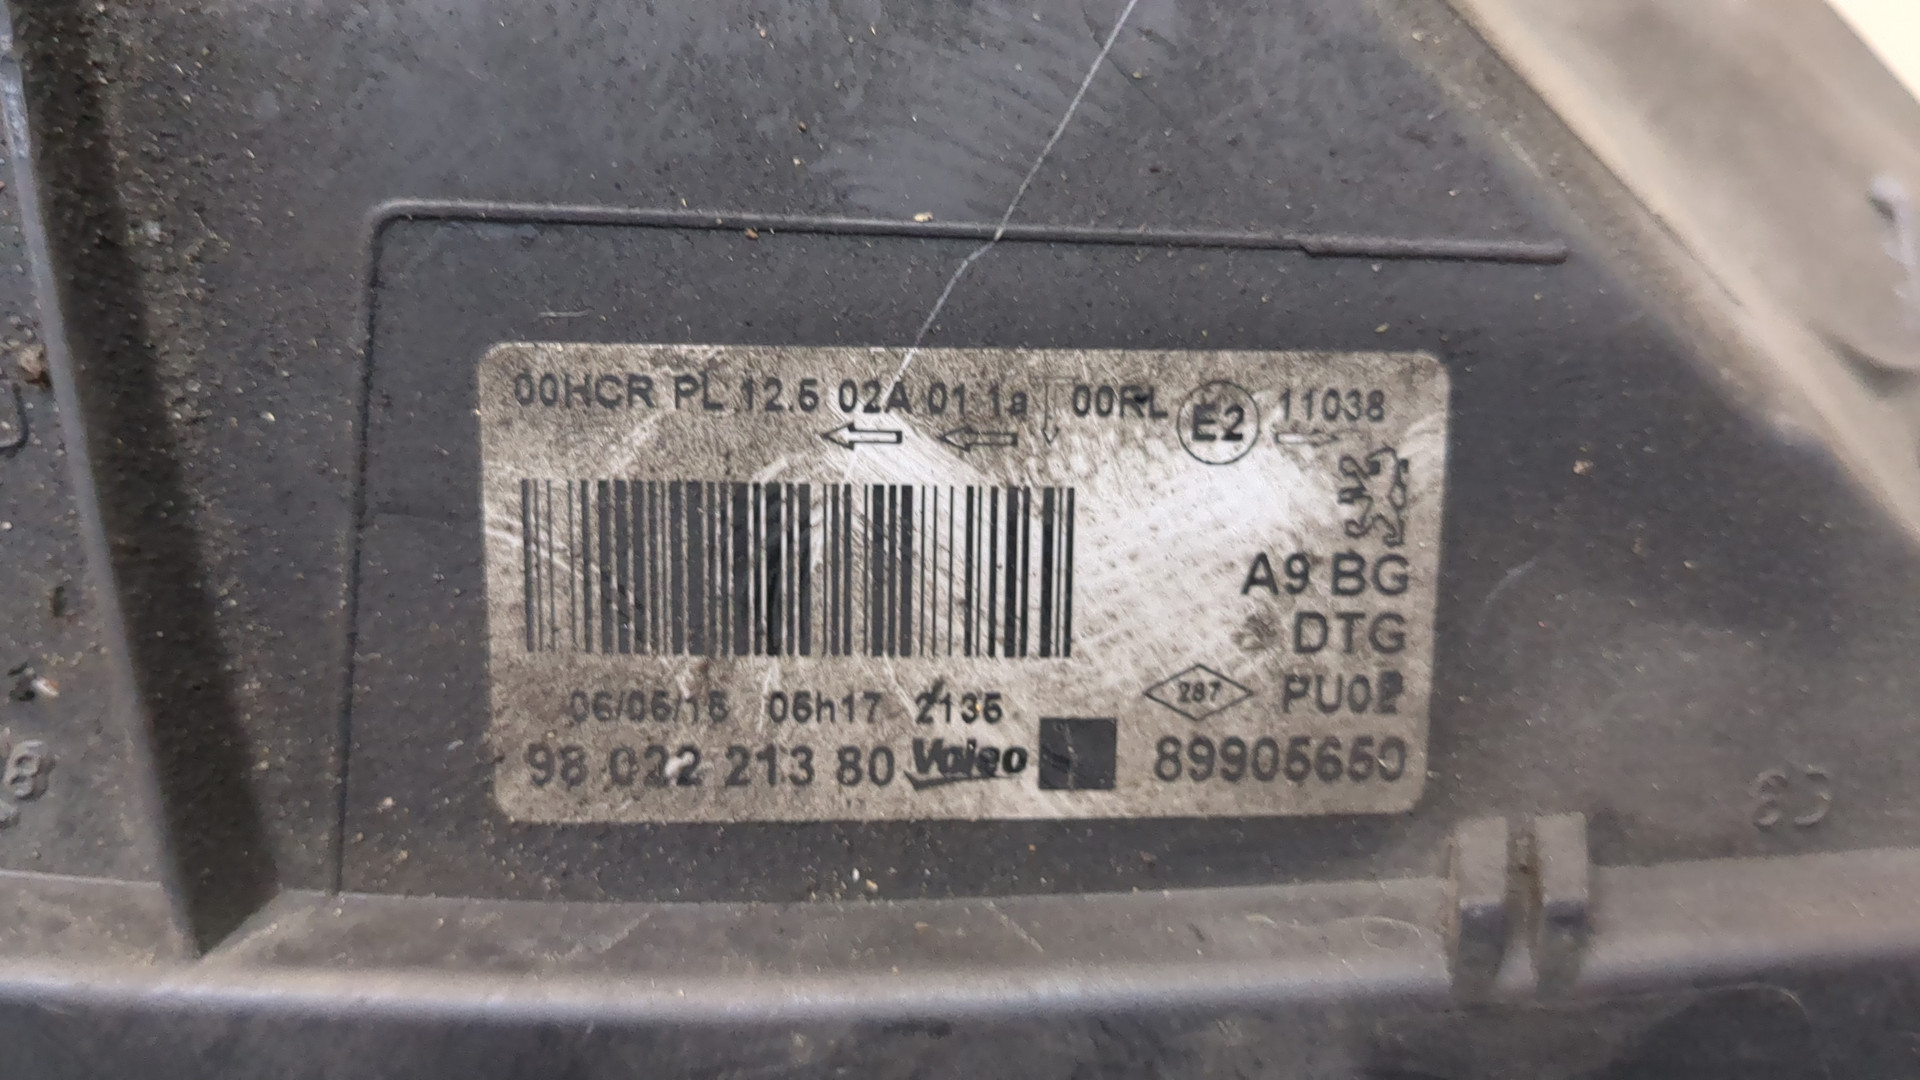 00HCR PL 12.5 02A 01 1a 00RL E2 11038
A9 BG
DTG
287 PU02
06/05/15 05h17 2135
98 022 213 80 Valeo 89905650